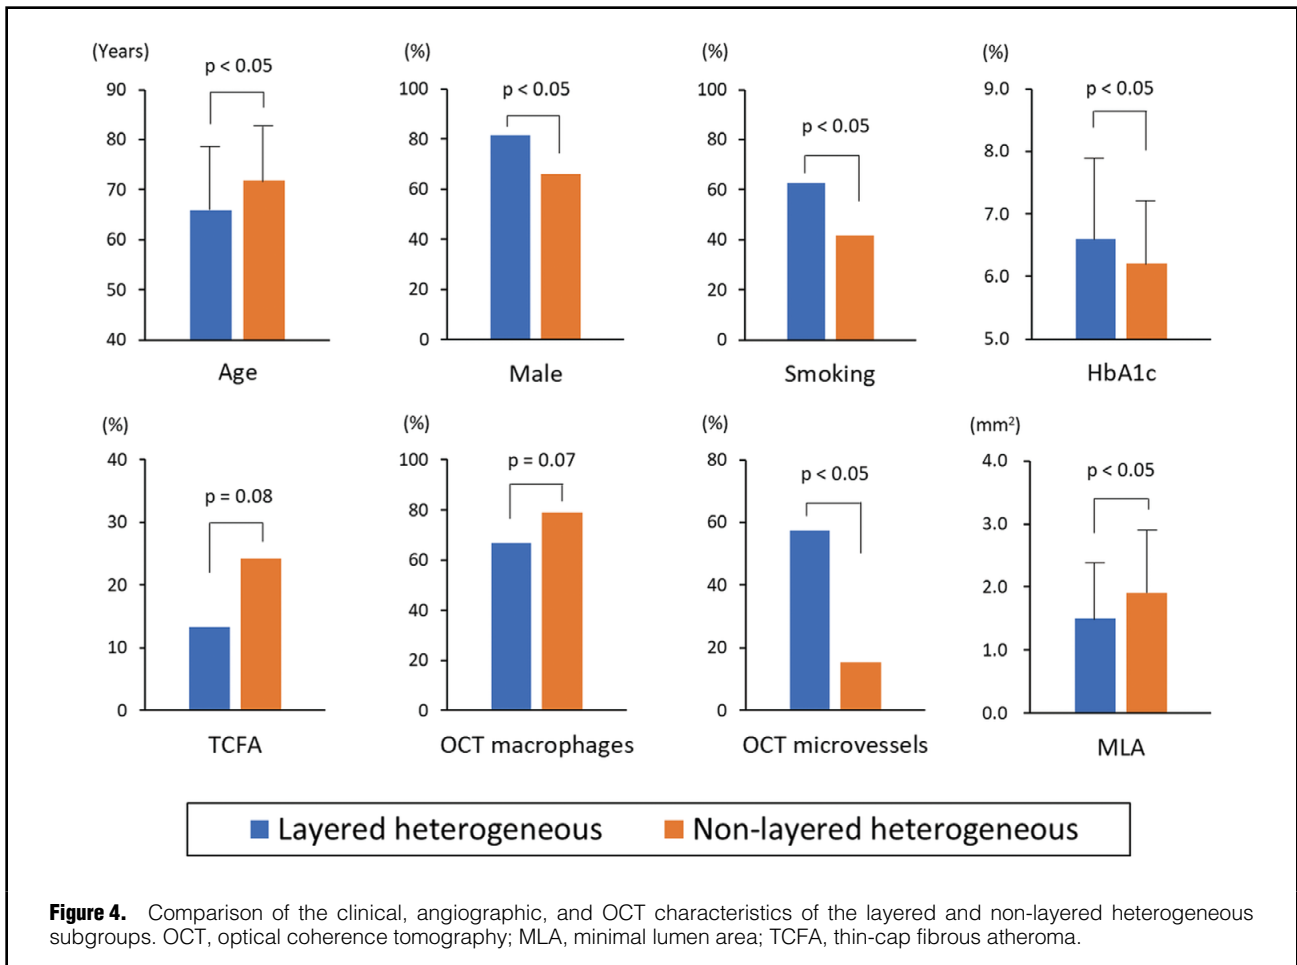 (Years)
p < 0.05
90
80
70
60
50
40
Age
(%)
p < 0.05
100
80
60
40
20
0
Male
(%)
p < 0.05
100
80
60
40
20
0
Smoking
(%)
p < 0.05
9.0
8.0
7.0
6.0
5.0
HbA1c
(%)
p = 0.08
40
30
20
10
0
TCFA
(%)
p = 0.07
100
80
60
40
20
0
OCT macrophages
(%)
p < 0.05
80
60
40
20
0
OCT microvessels
(mm²)
p < 0.05
4.0
3.0
2.0
1.0
0.0
MLA
Layered heterogeneous
Non-layered heterogeneous
Figure 4. Comparison of the clinical, angiographic, and OCT characteristics of the layered and non-layered heterogeneous
subgroups. OCT, optical coherence tomography; MLA, minimal lumen area; TCFA, thin-cap fibrous atheroma.